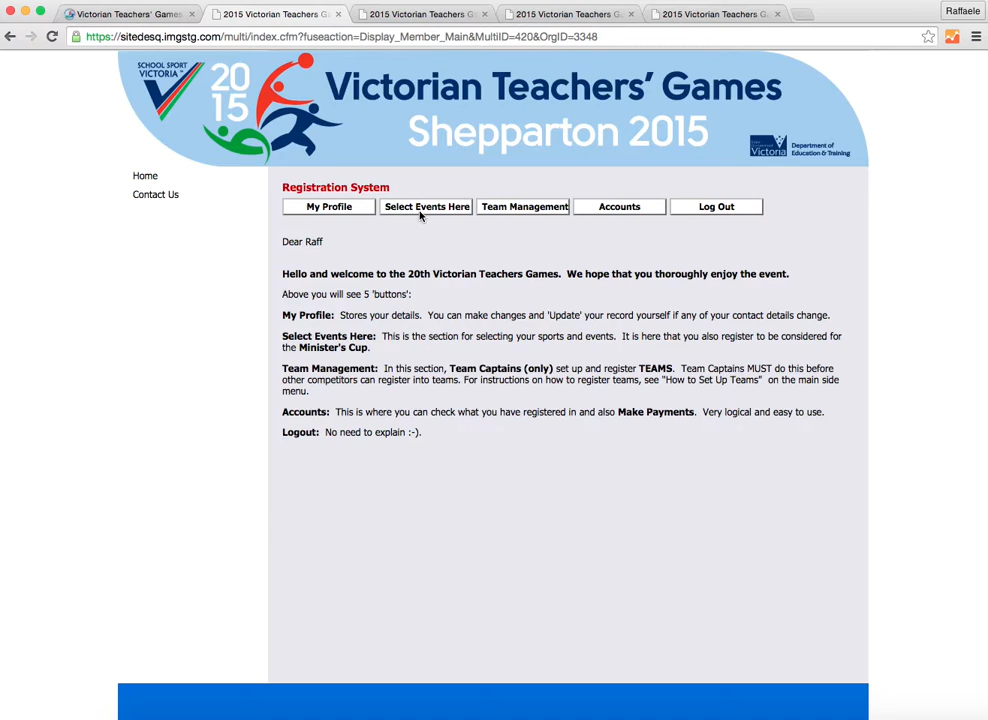 Victorian Teachers' Games
2015 Victorian Teachers Ga
2015 Victorian Teachers G
2015 Victorian Teachers G
2015 Victorian Teachers G
Raffaele
https://sitedesq.imgstg.com/multi/index.cfm?fuseaction=Display_Member_Main&MultiID=420&OrgID=3348
SCHOOL SPORT
VICTORIA
20
15
Victorian Teachers' Games
Shepparton 2015
Victoria
Department of
Education & Training
Home
Contact Us
Registration System
My Profile
Select Events Here
Team Management
Accounts
Log Out
Dear Raff
Hello and welcome to the 20th Victorian Teachers Games. We hope that you thoroughly enjoy the event.
Above you will see 5 'buttons':
My Profile: Stores your details. You can make changes and 'Update' your record yourself if any of your contact details change.
Select Events Here: This is the section for selecting your sports and events. It is here that you also register to be considered for
the Minister's Cup.
Team Management: In this section, Team Captains (only) set up and register TEAMS. Team Captains MUST do this before
other competitors can register into teams. For instructions on how to register teams, see "How to Set Up Teams" on the main side
menu.
Accounts: This is where you can check what you have registered in and also Make Payments. Very logical and easy to use.
Logout: No need to explain :-).